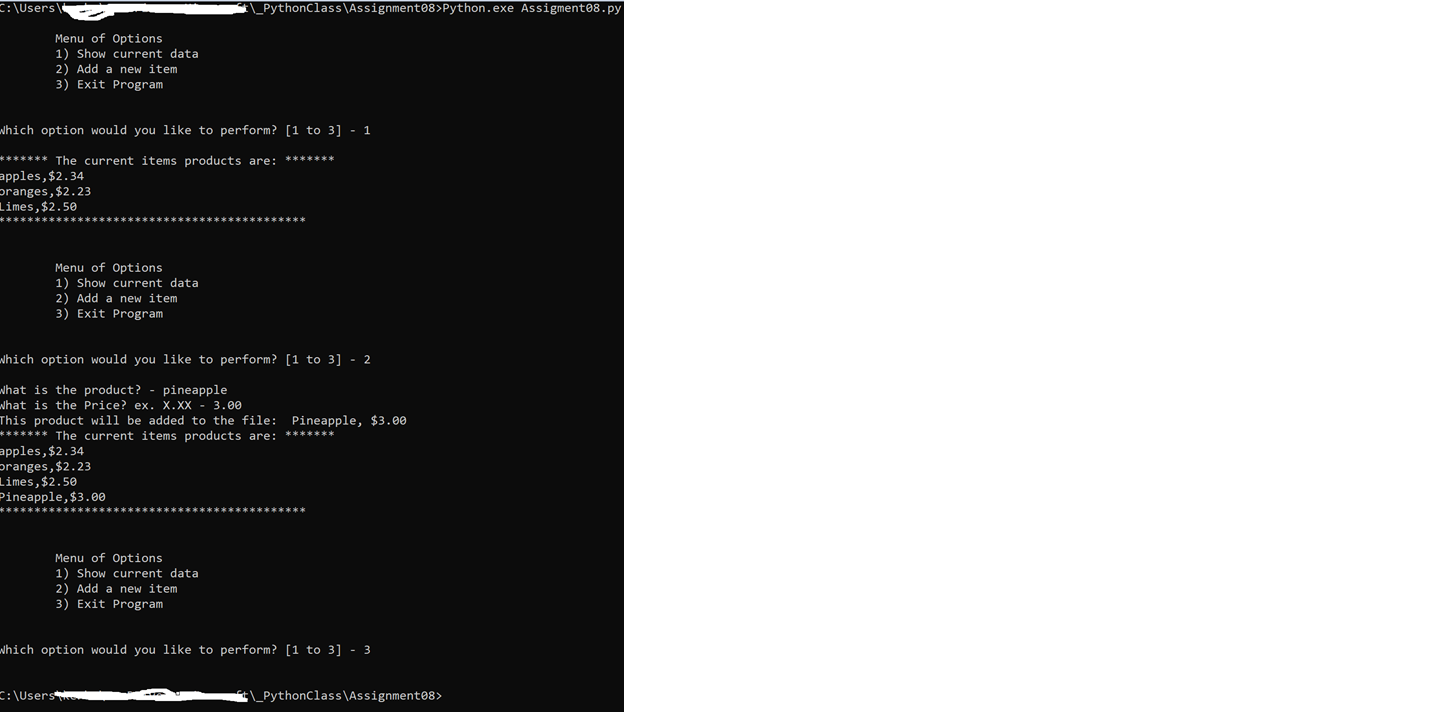 C:\Users\ \_PythonClass\Assignment08>Python.exe Assigment08.py
Menu of Options
1) Show current data
2) Add a new item
3) Exit Program
Which option would you like to perform? [1 to 3] - 1
******* The current items products are: *******
apples,$2.34
oranges,$2.23
Limes,$2.50
*******************************************
Menu of Options
1) Show current data
2) Add a new item
3) Exit Program
Which option would you like to perform? [1 to 3] - 2
What is the product? - pineapple
What is the Price? ex. X.XX - 3.00
This product will be added to the file:  Pineapple, $3.00
******* The current items products are: *******
apples,$2.34
oranges,$2.23
Limes,$2.50
Pineapple,$3.00
*******************************************
Menu of Options
1) Show current data
2) Add a new item
3) Exit Program
Which option would you like to perform? [1 to 3] - 3
C:\Users\ \_PythonClass\Assignment08>